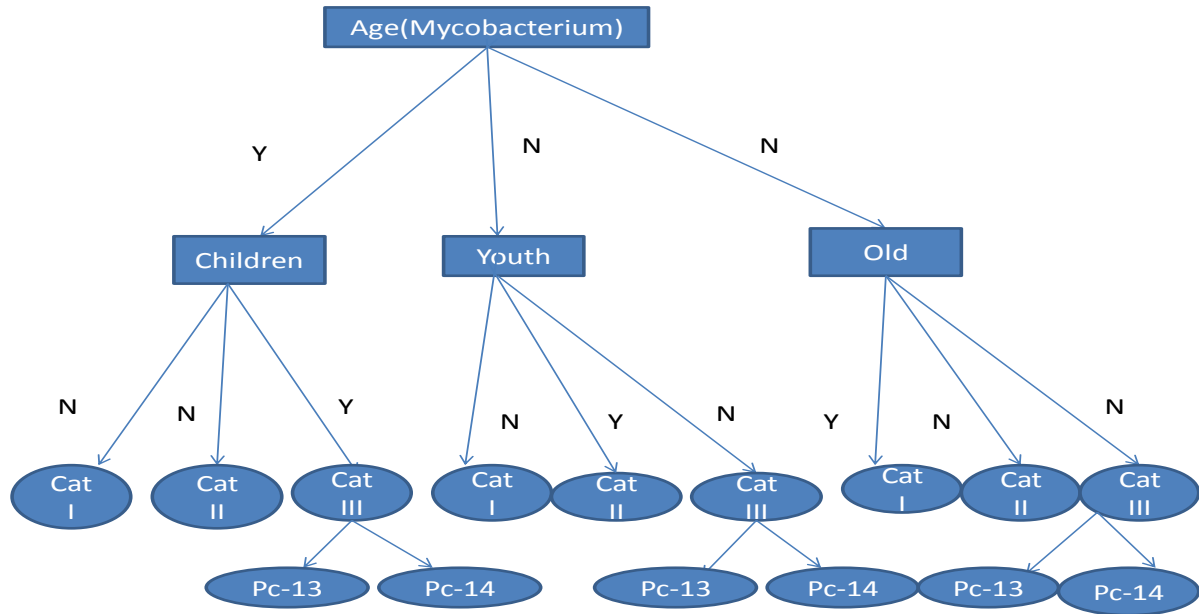 Age(Mycobacterium)
Y
N
N
Children
Youth
Old
N
N
Y
N
Y
N
Y
N
N
Cat
I
Cat
II
Cat
III
Cat
I
Cat
II
Cat
III
Cat
I
Cat
II
Cat
III
Pc-13
Pc-14
Pc-13
Pc-14
Pc-13
Pc-14